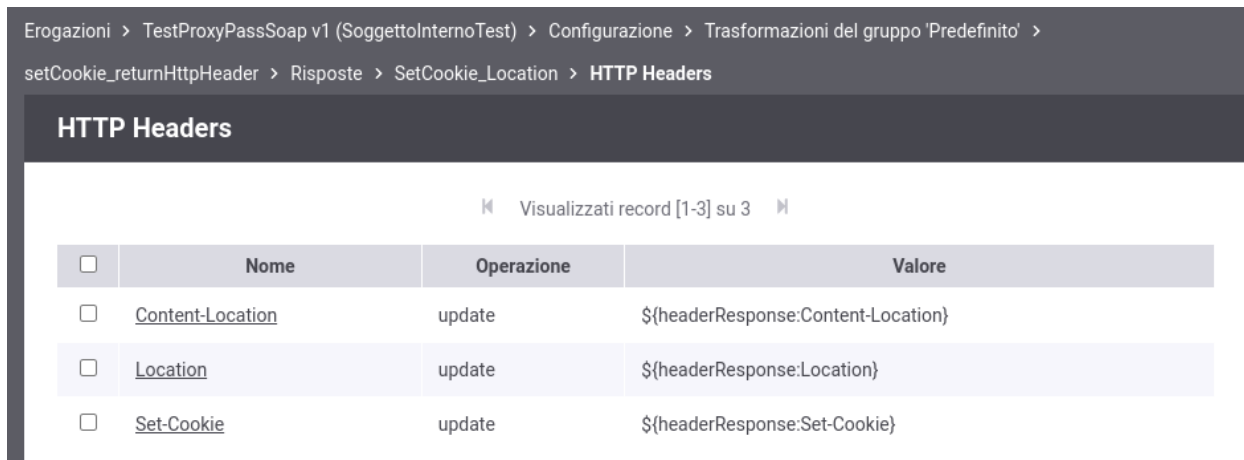 Erogazioni > TestProxyPassSoap v1 (SoggettoInternoTest) > Configurazione > Trasformazioni del gruppo 'Predefinito' >
setCookie_returnHttpHeader > Risposte > SetCookie_Location > HTTP Headers
HTTP Headers
Visualizzati record [1-3] su 3
Nome Operazione Valore
Content-Location update ${headerResponse:Content-Location}
Location update ${headerResponse:Location}
Set-Cookie update ${headerResponse:Set-Cookie}